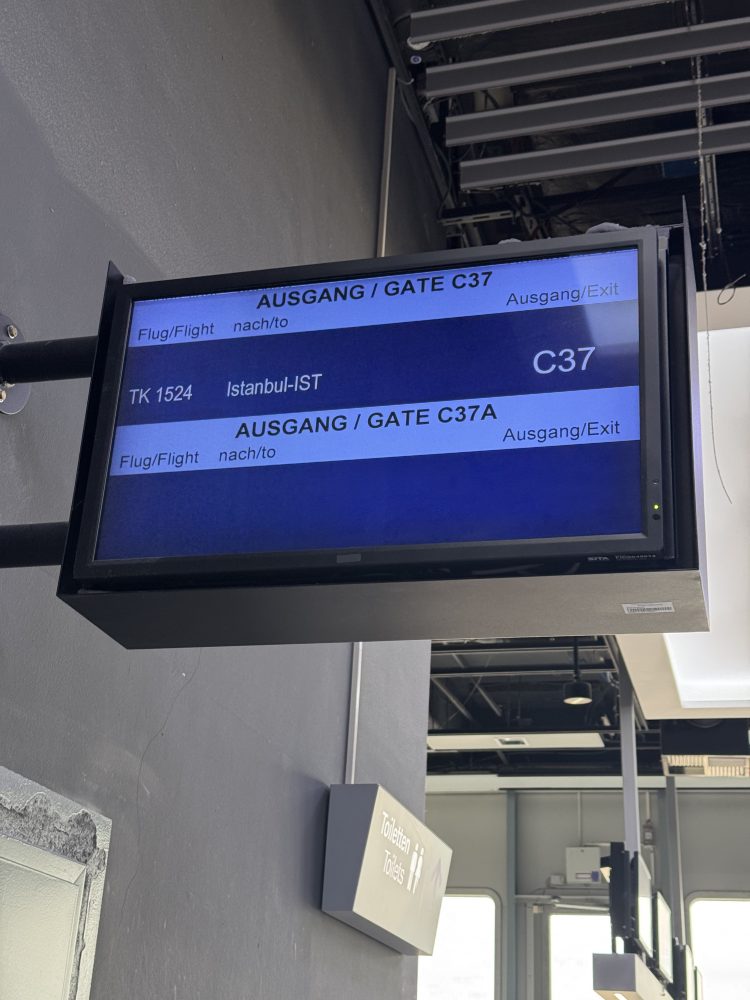 AUSGANG / GATE C37
Flug/Flight nach/to Ausgang/Exit
TK 1524 Istanbul-IST C37
AUSGANG / GATE C37A
Flug/Flight nach/to Ausgang/Exit
Toiletten
Toilets